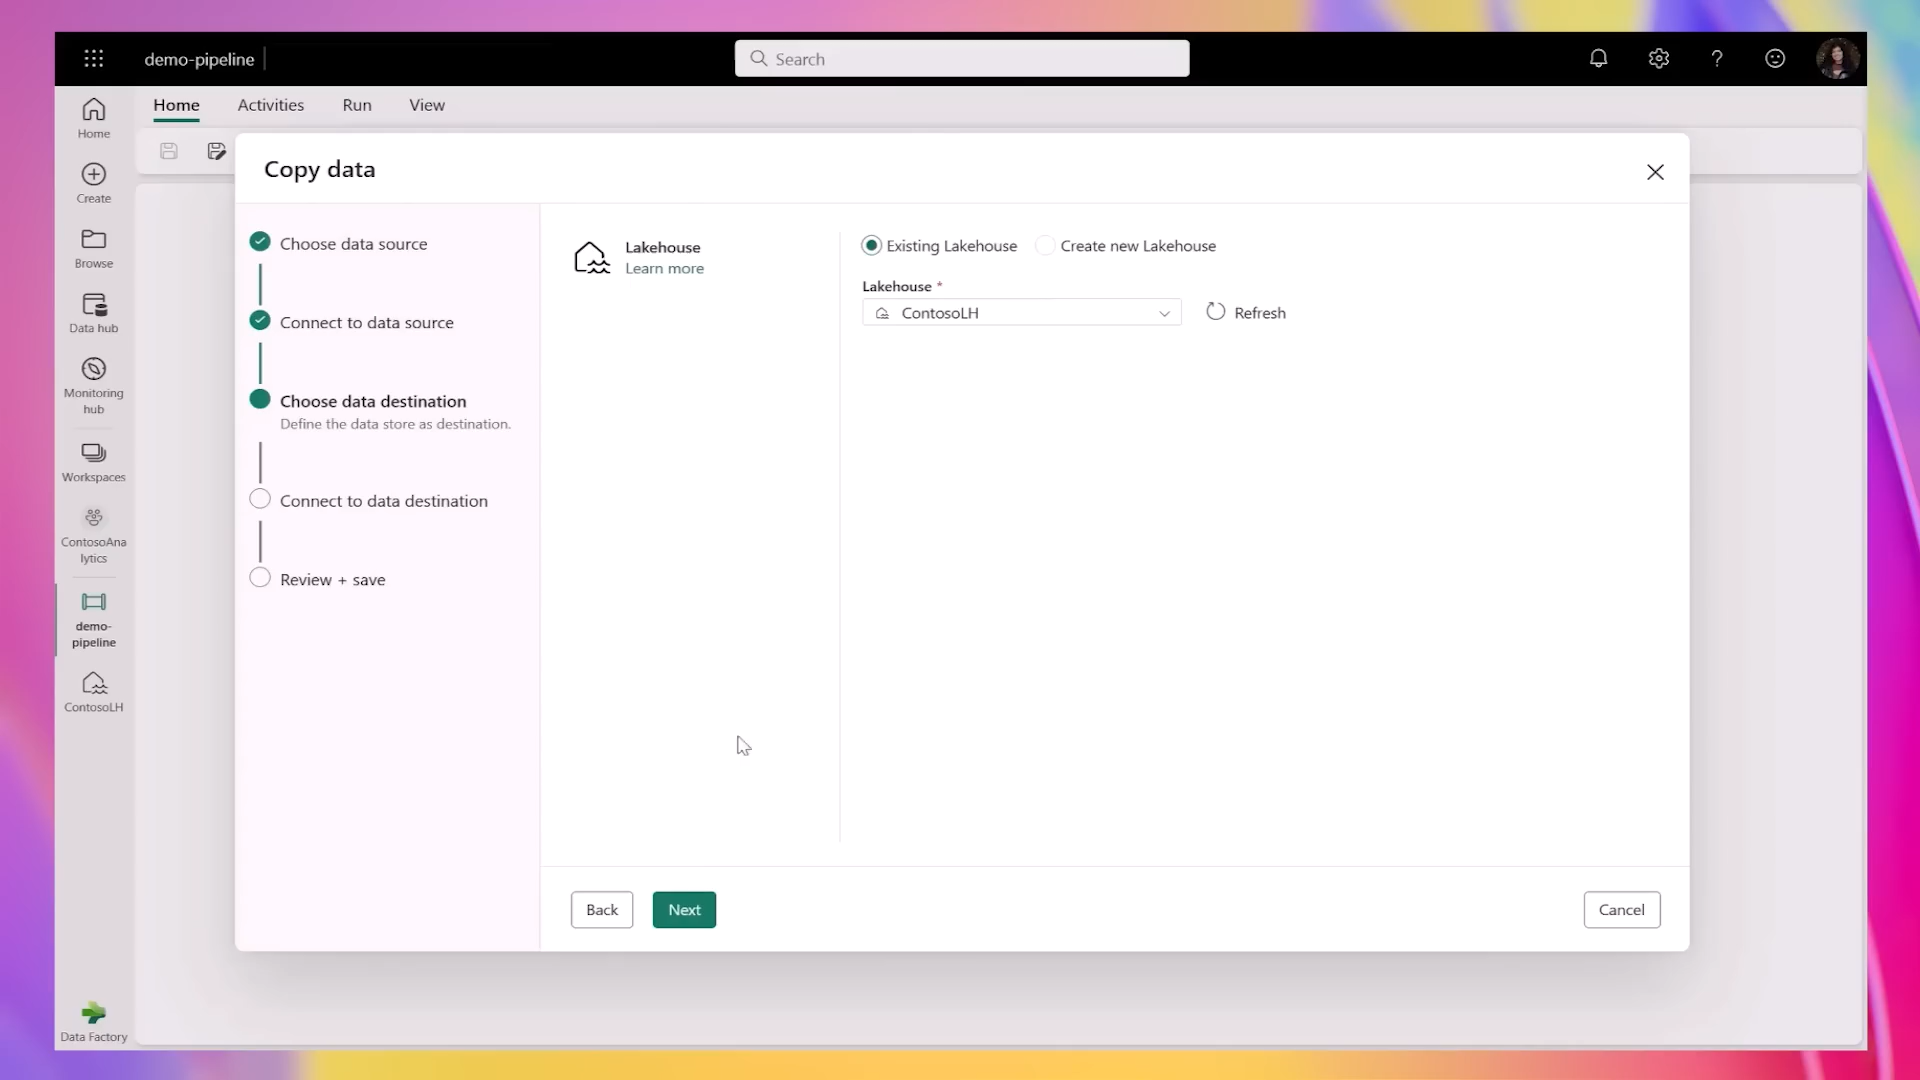 demo-pipeline
Search
?
Home
Activities
Run
View
Home
Create
Browse
Data hub
Monitoring
hub
Workspaces
ContosoAna
lytics
demo-
pipeline
ContosoLH
Data Factory
Copy data
Choose data source
Connect to data source
Choose data destination
Define the data store as destination.
Connect to data destination
Review + save
Lakehouse
Learn more
Existing Lakehouse
Create new Lakehouse
Lakehouse *
ContosoLH
Refresh
Back
Next
Cancel